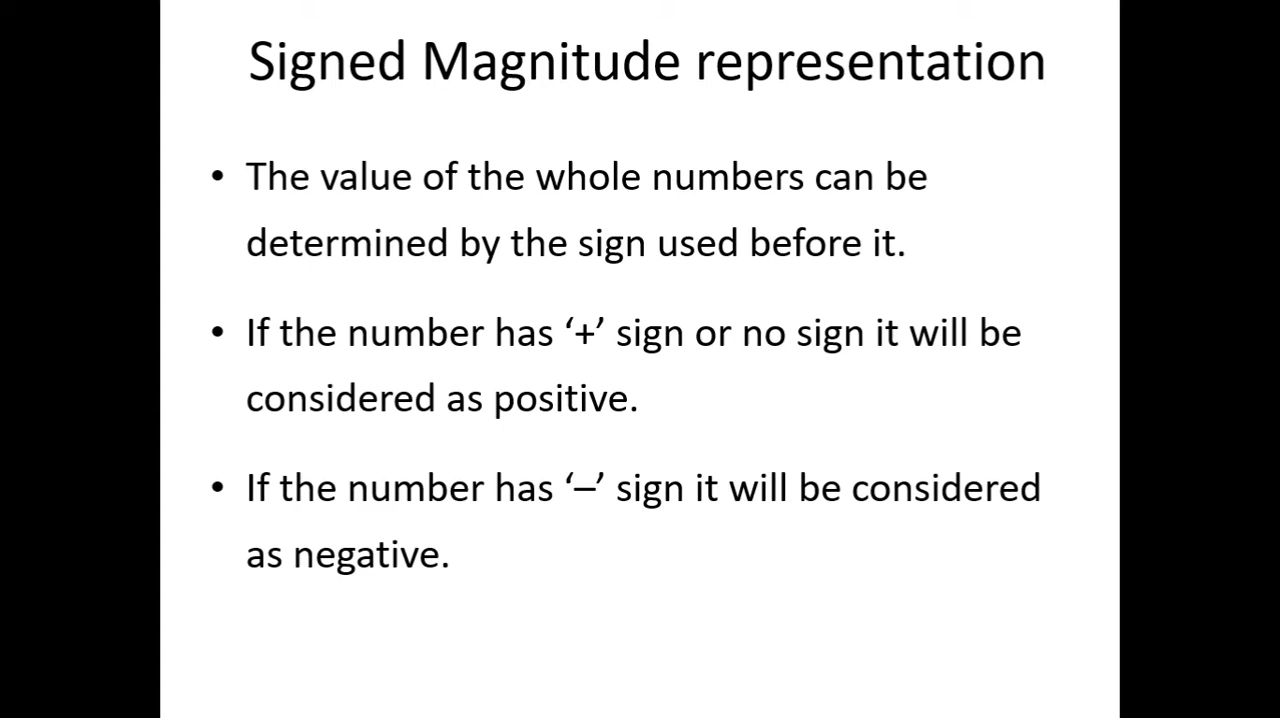 Signed Magnitude representation
• The value of the whole numbers can be
determined by the sign used before it.
• If the number has ‘+’ sign or no sign it will be
considered as positive.
• If the number has ‘–’ sign it will be considered
as negative.